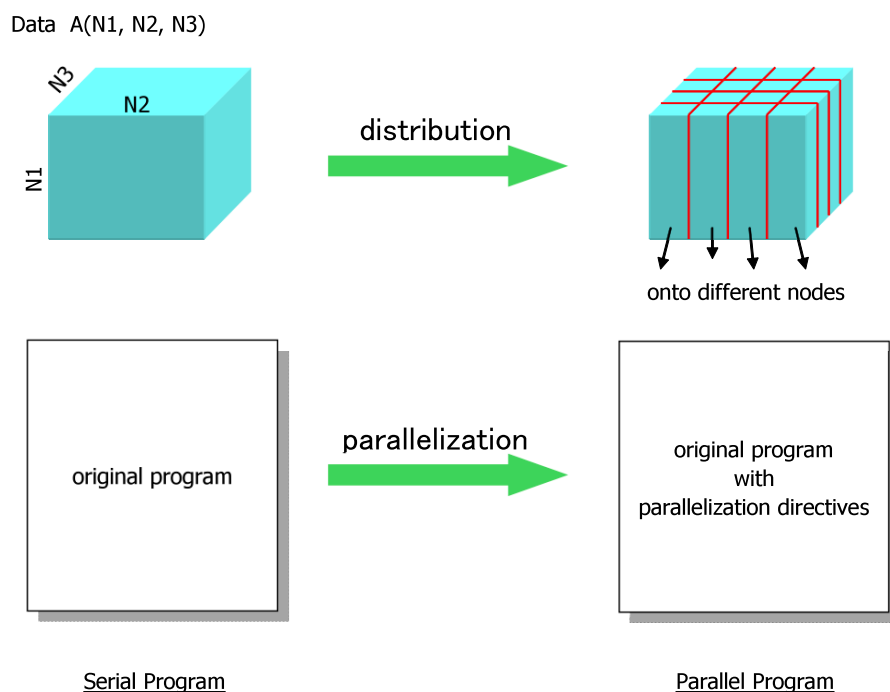 Data A(N1, N2, N3)
N3
N2
N1
distribution
onto different nodes
original program
parallelization
original program
with
parallelization directives
Serial Program
Parallel Program